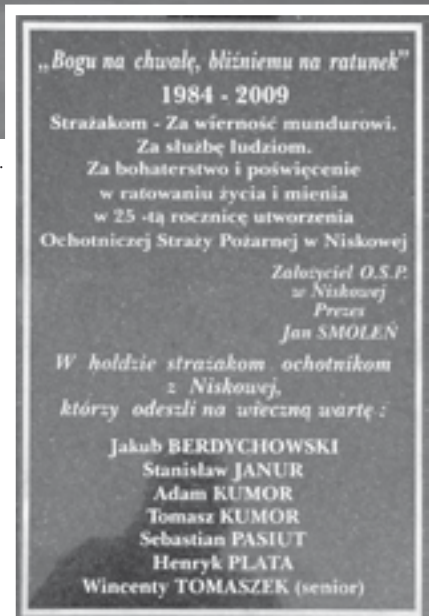 „Bogu na chwałę, bliźniemu na ratunek”
1984 - 2009
Strażakom - Za wierność mundurowi.
Za służbę ludziom.
Za bohaterstwo i poświęcenie
w ratowaniu życia i mienia
w 25 -tą rocznicę utworzenia
Ochotniczej Straży Pożarnej w Niskowej
Założyciel O.S.P.
w Niskowej
Prezes
Jan SMOLEŃ
W hołdzie strażakom ochotnikom
z Niskowej,
którzy odeszli na wieczną wartę :
Jakub BERDYCHOWSKI
Stanisław JANUR
Adam KUMOR
Tomasz KUMOR
Sebastian PASIUT
Henryk PLATA
Wincenty TOMASZEK (senior)